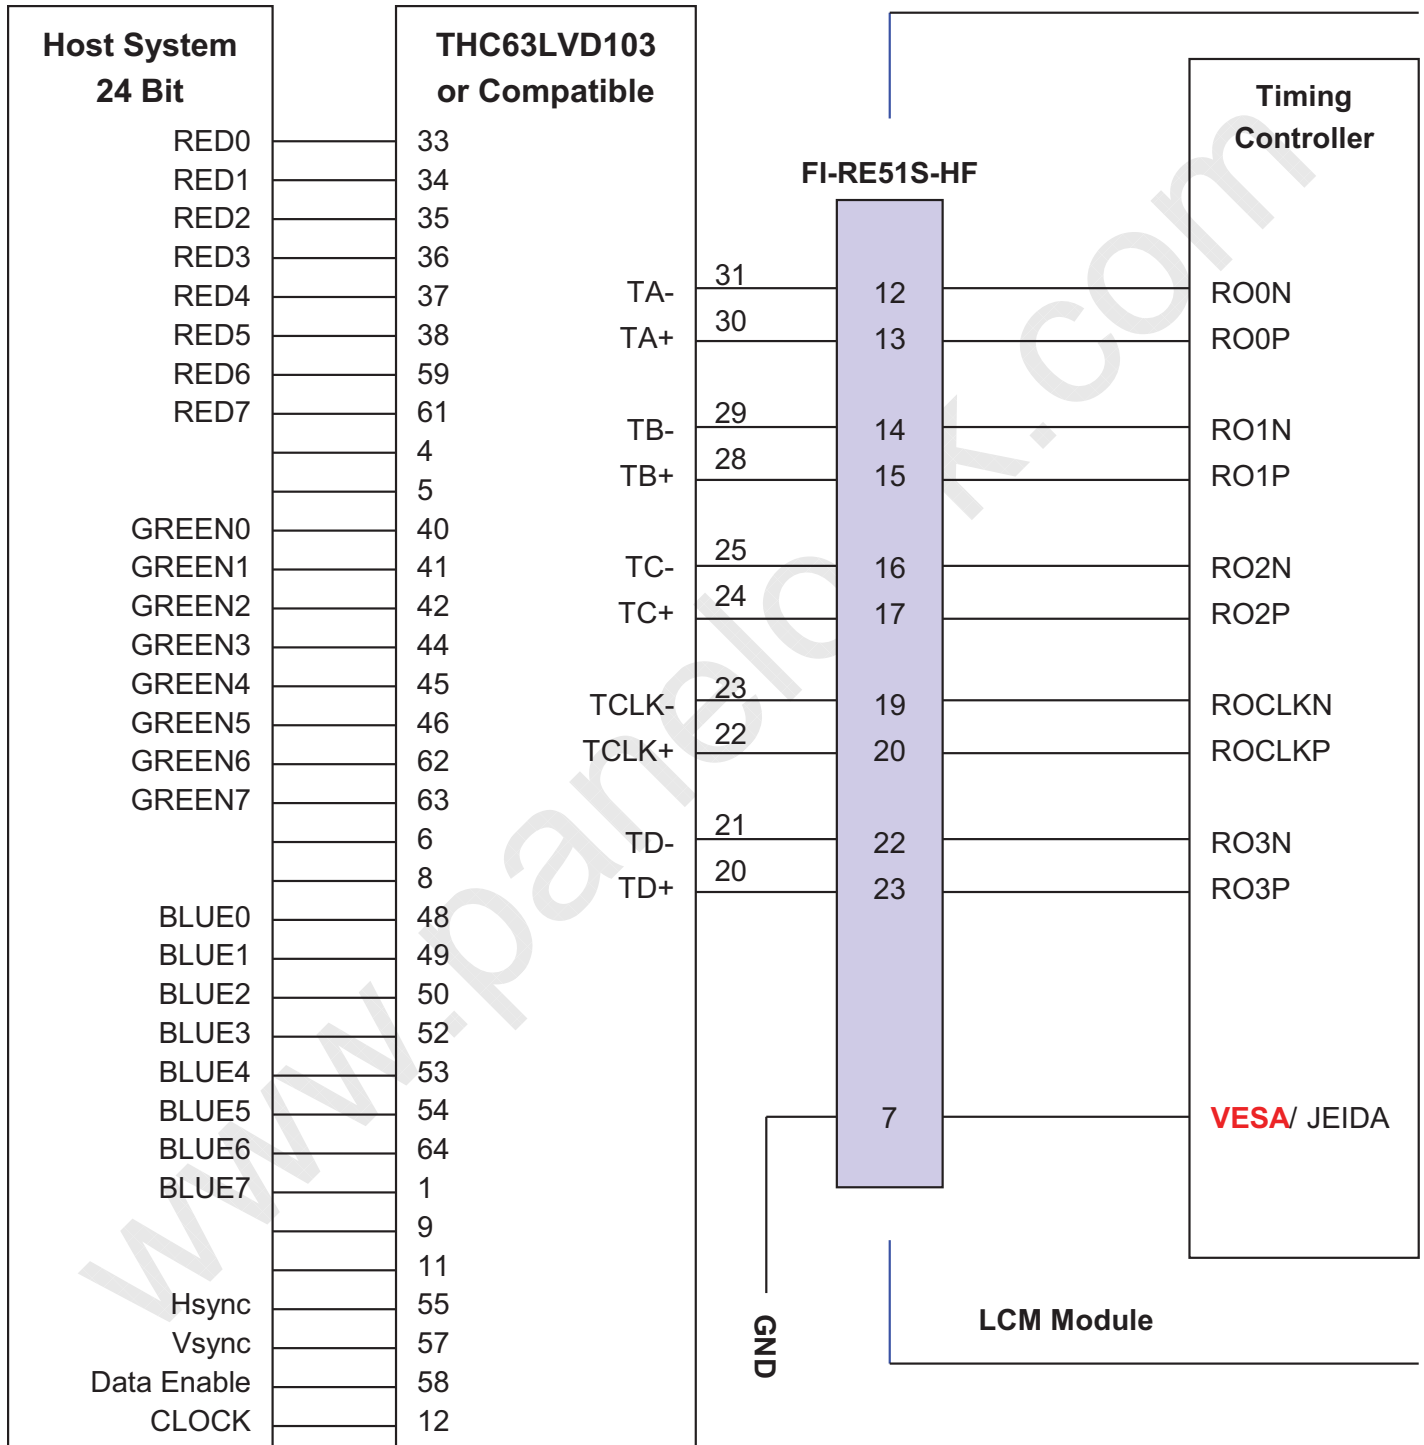 Host System
24 Bit
RED0
RED1
RED2
RED3
RED4
RED5
RED6
RED7
GREEN0
GREEN1
GREEN2
GREEN3
GREEN4
GREEN5
GREEN6
GREEN7
BLUE0
BLUE1
BLUE2
BLUE3
BLUE4
BLUE5
BLUE6
BLUE7
Hsync
Vsync
Data Enable
CLOCK
THC63LVD103
or Compatible
33
34
35
36
37
38
59
61
4
5
40
41
42
44
45
46
62
63
6
8
48
49
50
52
53
54
64
1
9
11
55
57
58
12
TA-
TA+
TB-
TB+
TC-
TC+
TCLK-
TCLK+
TD-
TD+
31
30
29
28
25
24
23
22
21
20
GND
FI-RE51S-HF
12
13
14
15
16
17
19
20
22
23
7
Timing
Controller
RO0N
RO0P
RO1N
RO1P
RO2N
RO2P
ROCLKN
ROCLKP
RO3N
RO3P
VESA/ JEIDA
LCM Module